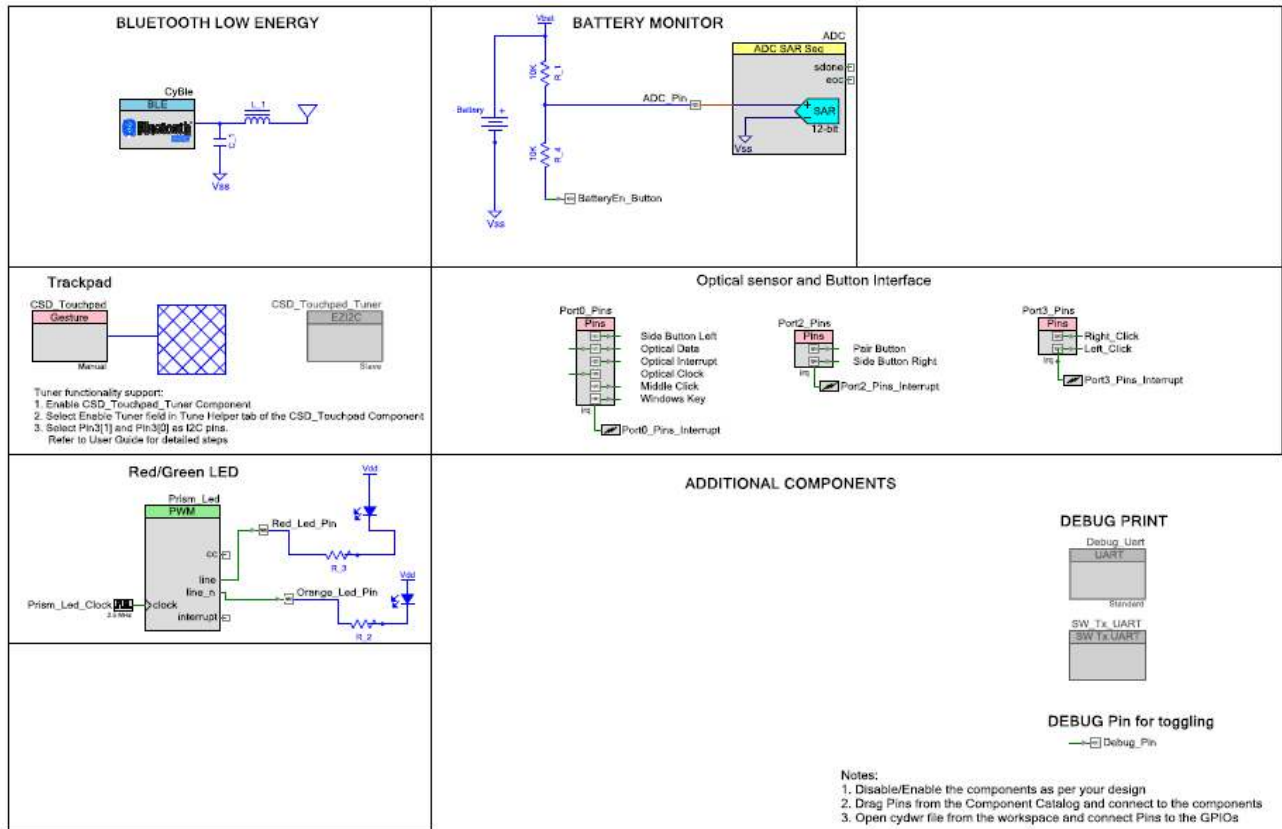 BLUETOOTH LOW ENERGY
CyBle
BLE
Bluetooth
L_1
C_1
Vss
BATTERY MONITOR
Vbat
Battery
10K
R_1
10K
R_4
Vss
ADC_Pin
BatteryEn_Button
ADC
ADC SAR Seq
sdone
eoc
SAR
12-bit
Vss
Trackpad
CSD_Touchpad
Gesture
Manual
CSD_Touchpad_Tuner
EZI2C
Slave
Tuner functionality support:
1. Enable CSD_Touchpad_Tuner Component
2. Select Enable Tuner field in Tune Helper tab of the CSD_Touchpad Component
3. Select Pin3[1] and Pin3[0] as I2C pins.
Refer to User Guide for detailed steps
Optical sensor and Button Interface
Port0_Pins
Pins
Side Button Left
Optical Data
Optical Interrupt
Optical Clock
Middle Click
Windows Key
irq
Port0_Pins_Interrupt
Port2_Pins
Pins
Pair Button
Side Button Right
irq
Port2_Pins_Interrupt
Port3_Pins
Pins
Right_Click
Left_Click
irq
Port3_Pins_Interrupt
Red/Green LED
Prism_Led
PWM
cc
line
line_n
clock
interrupt
Prism_Led_Clock
Red_Led_Pin
R_3
Vdd
Orange_Led_Pin
R_2
Vdd
ADDITIONAL COMPONENTS
DEBUG PRINT
Debug_Uart
UART
Standard
SW_Tx_UART
SW Tx UART
DEBUG Pin for toggling
Debug_Pin
Notes:
1. Disable/Enable the components as per your design
2. Drag Pins from the Component Catalog and connect to the components
3. Open cydwr file from the workspace and connect Pins to the GPIOs